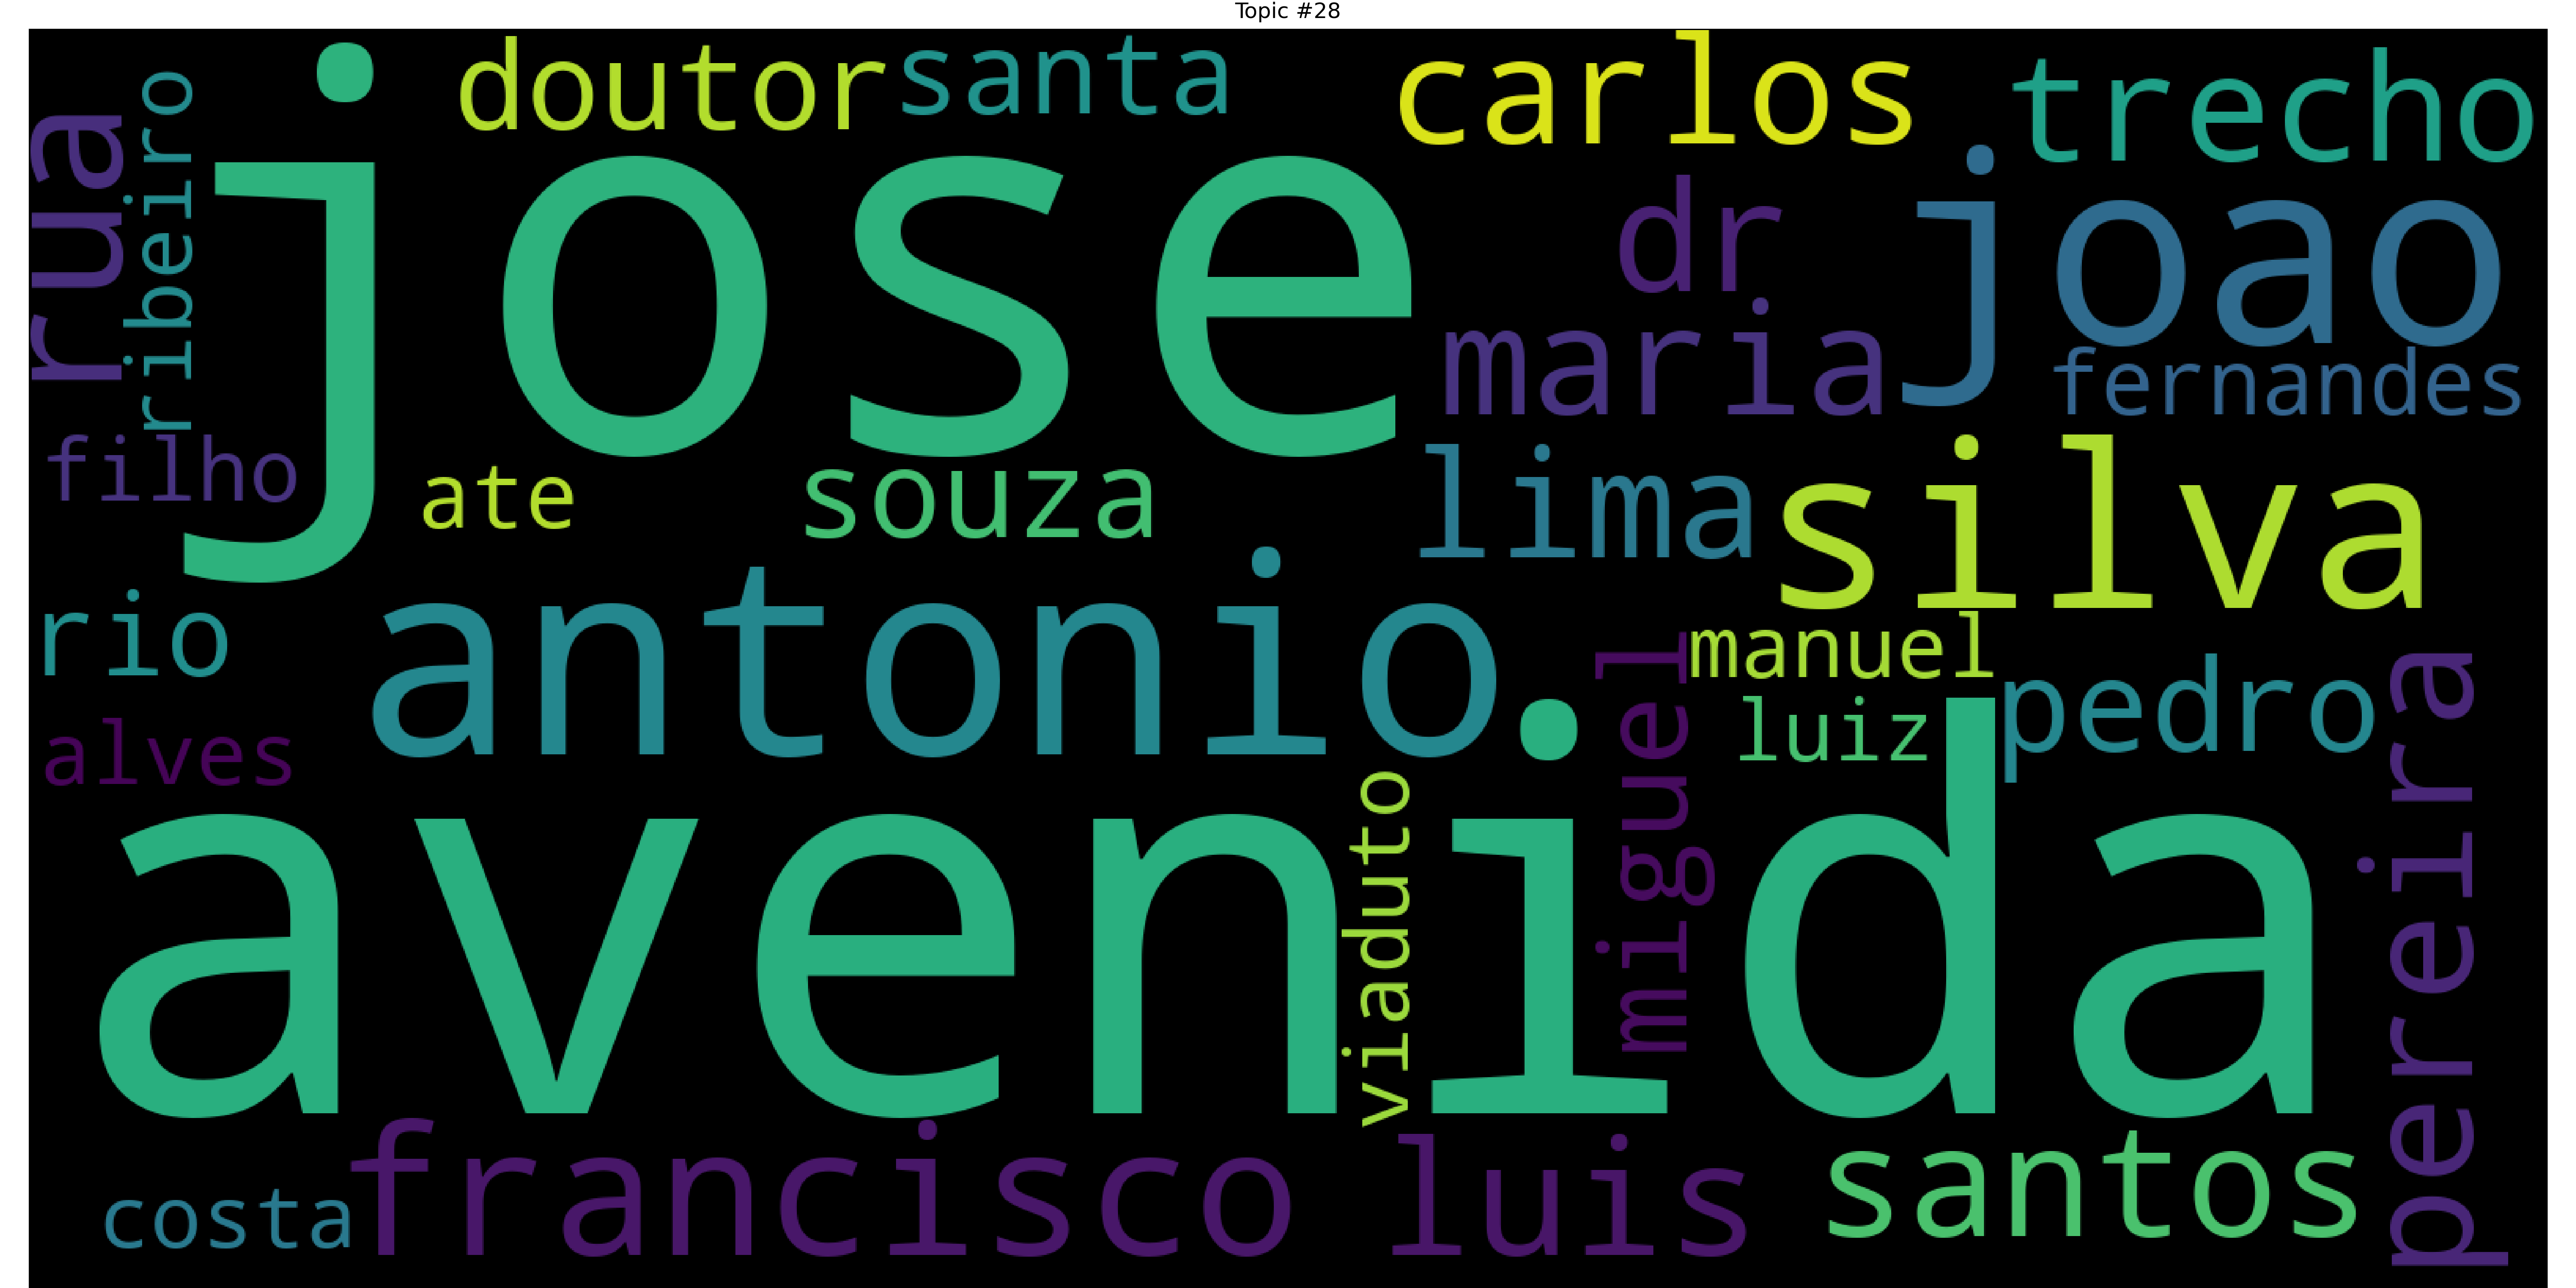 Topic #28
doutor
santa
carlos
trecho
rua
ribeiro
jose
dr
joao
maria
fernandes
filho
ate
souza
lima
silva
rio
antonio
miguel
manuel
luiz
pedro
pereira
alves
avenida
viaduto
costa
francisco
luis
santos